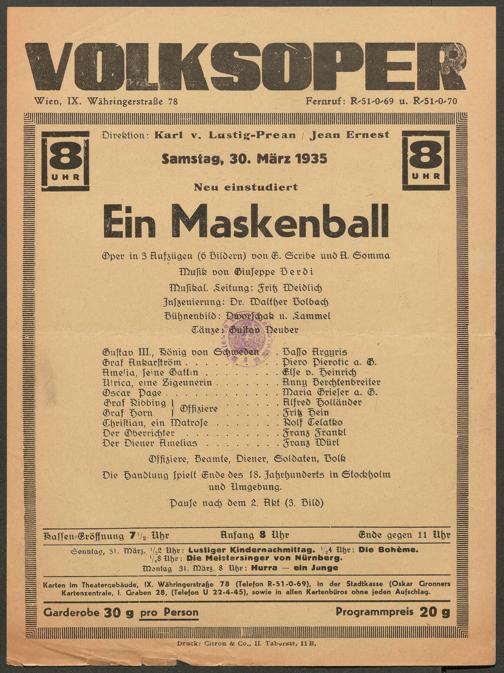 VOLKSOPER
Wien, IX. Währingerstraße 78 Fernruf: R-51-0-69 u. R-51-0-70
8 UHR
Direktion: Karl v. Lustig-Prean / Jean Ernest
8 UHR
Samstag, 30. März 1935
Neu einstudiert
Ein Maskenball
Oper in 3 Aufzügen (6 Bildern) von E. Scribe und A. Somma
Musik von Giuseppe Verdi
Musikal. Leitung: Fritz Weidlich
Inszenierung: Dr. Walther Volbach
Bühnenbild: Dworschak u. Kammel
Tänze: Gustav Neuber
Gustav III., König von Schweden . . Basso Argyris
Graf Ankarström . . . . . . . . . . Piero Pierotic a. G.
Amelia, seine Gattin . . . . . . . . Else v. Heinrich
Ulrica, eine Zigeunerin . . . . . . . Anny Berchtenbreiter
Oscar Page . . . . . . . . . . . . Maria Grieser a. G.
Graf Ribbing } Offiziere . . . . . . . Alfred Holländer
Graf Horn } Fritz Hein
Christian, ein Matrose . . . . . . . . Rolf Telasko
Der Oberrichter . . . . . . . . . . Franz Frankl
Der Diener Amelias . . . . . . . . . Franz Würl
Offiziere, Beamte, Diener, Soldaten, Volk
Die Handlung spielt Ende des 18. Jahrhunderts in Stockholm
und Umgebung.
Pause nach dem 2. Akt (3. Bild)
Kassen-Eröffnung 7 1/2 Uhr Anfang 8 Uhr Ende gegen 11 Uhr
Sonntag, 31. März, 1/2 2 Uhr: Lustiger Kindernachmittag. 1/4 4 Uhr: Die Bohème.
1/2 8 Uhr: Die Meistersinger von Nürnberg.
Montag 31. März, 8 Uhr: Hurra — ein Junge
Karten im Theatergebäude, IX. Währingerstraße 78 (Telefon R-51-0-69), in der Stadtkasse (Oskar Gronners
Kartenzentrale, I. Graben 28, (Telefon U 22-4-45), sowie in allen Kartenbüros ohne jeden Aufschlag.
Garderobe 30 g pro Person Programmpreis 20 g
Druck: Citron & Co., II. Taborstr. 11 B.